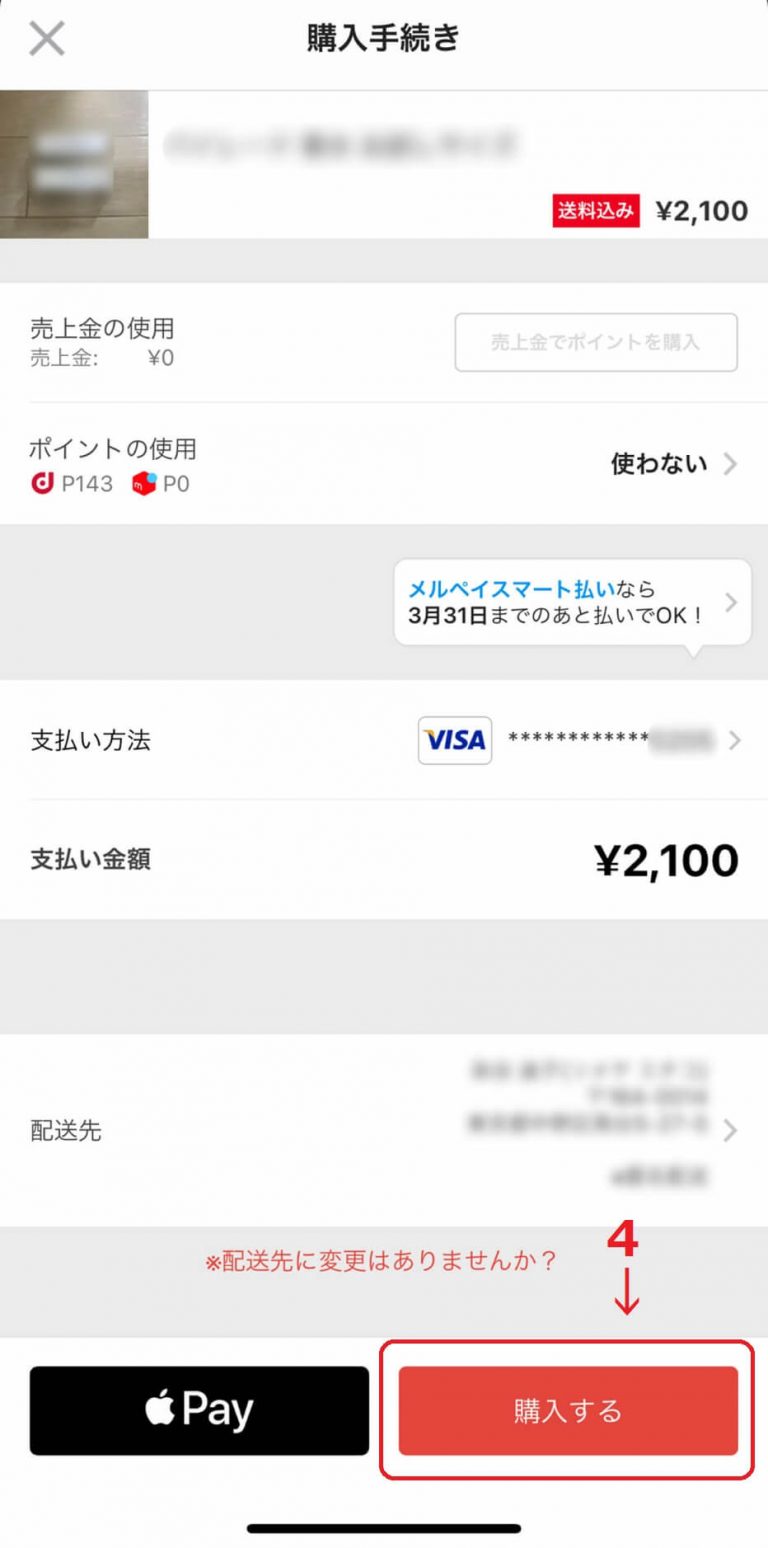 購入手続き
送料込み ¥2,100
売上金の使用
売上金: ¥0
売上金でポイントを購入
ポイントの使用
P143 P0
使わない
メルペイスマート払いなら
3月31日までのあと払いでOK！
支払い方法
VISA ************
支払い金額
¥2,100
配送先
※配送先に変更はありませんか？
4
↓
Pay
購入する